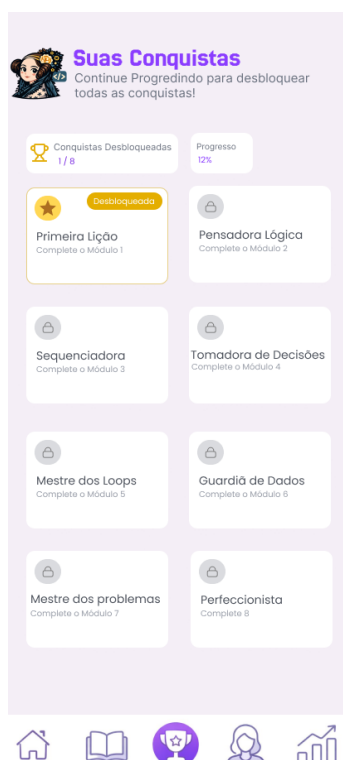 Suas Conquistas
Continue Progredindo para desbloquear
todas as conquistas!
</>
Conquistas Desbloqueadas
1 / 8
Progresso
12%
Desbloqueada
Primeira Lição
Complete o Módulo 1
Pensadora Lógica
Complete o Módulo 2
Sequenciadora
Complete o Módulo 3
Tomadora de Decisões
Complete o Módulo 4
Mestre dos Loops
Complete o Módulo 5
Guardiã de Dados
Complete o Módulo 6
Mestre dos problemas
Complete o Módulo 7
Perfeccionista
Complete 8